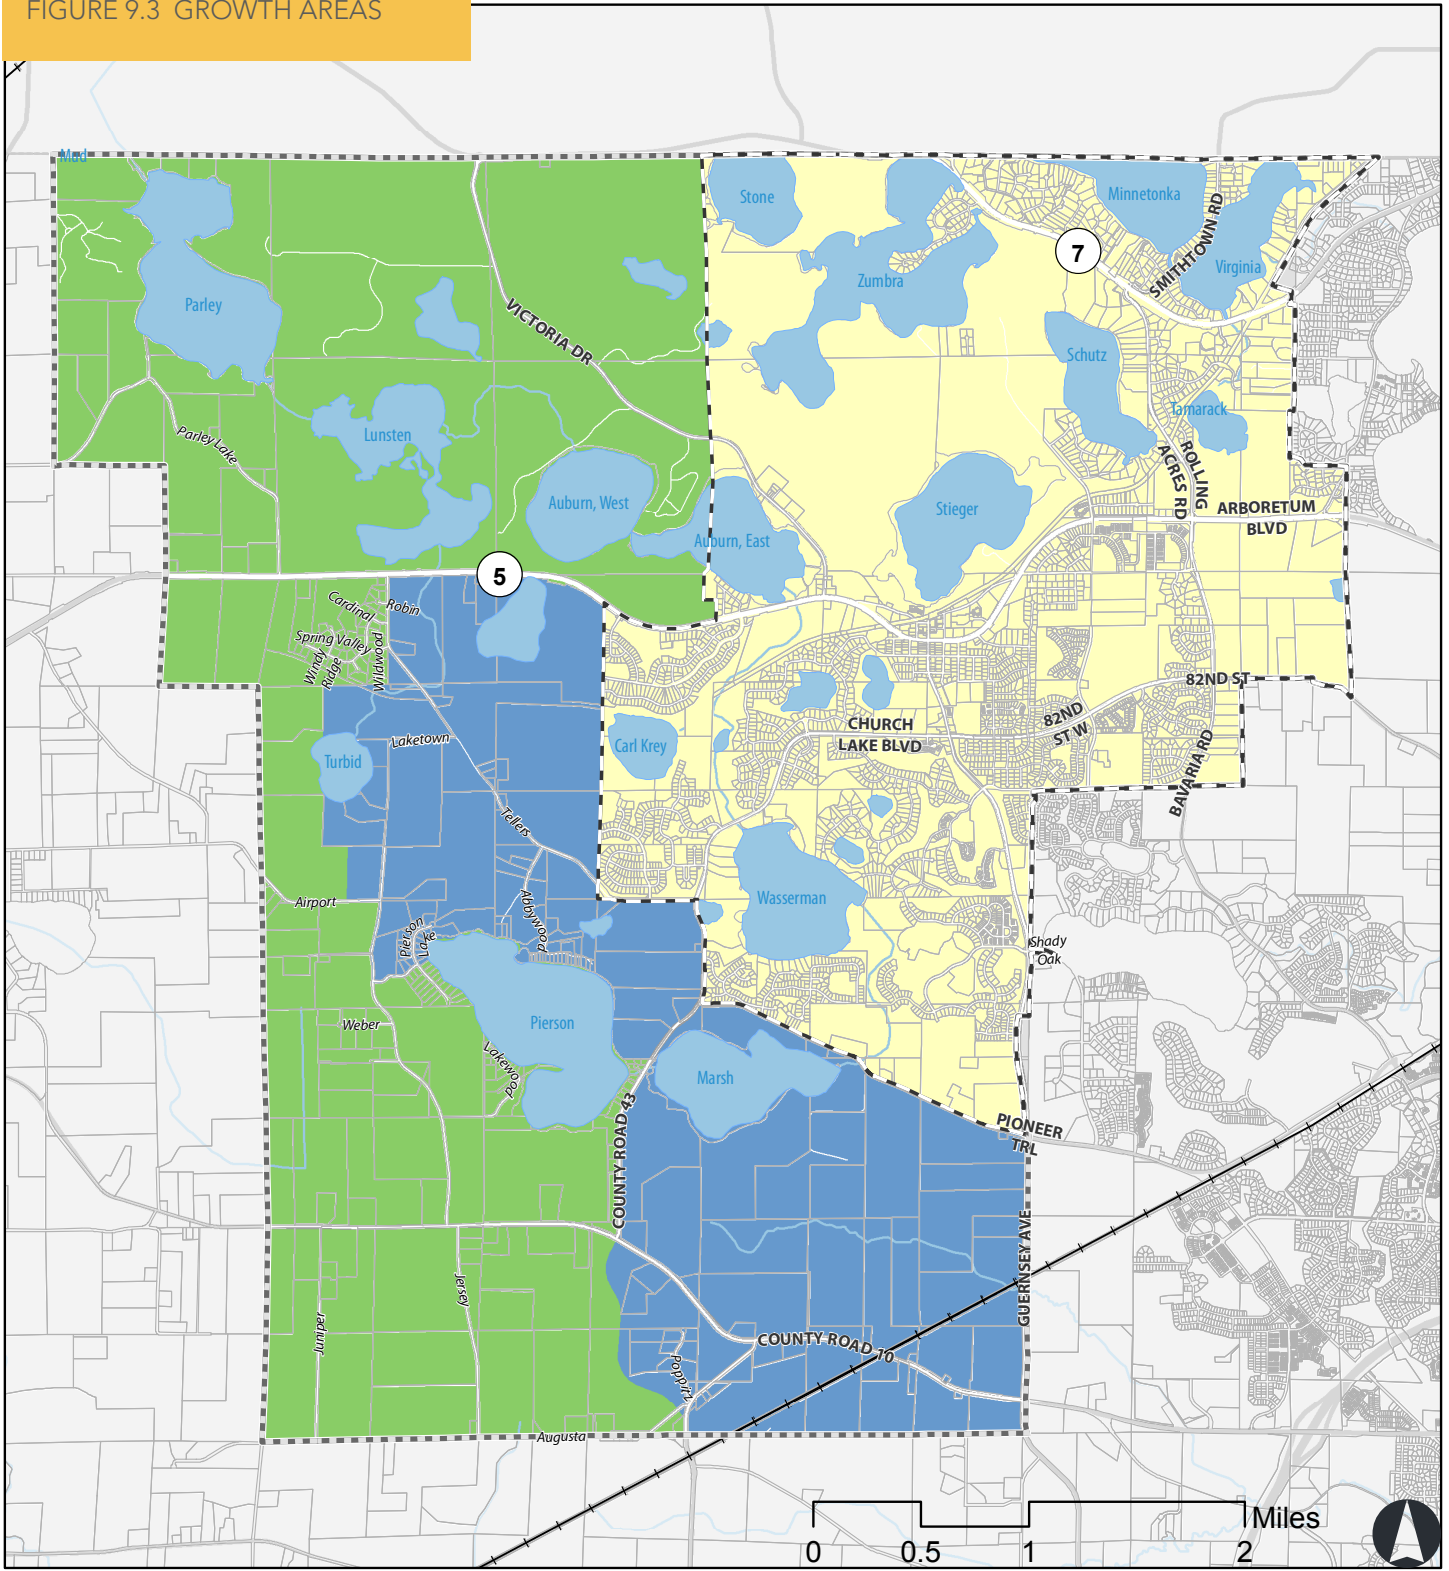 FIGURE 9.3 GROWTH AREAS
Mud
Stone
Minnetonka
SMITHTOWN RD
7
Virginia
Zumbra
Parley
VICTORIA DR
Schutz
Tamarack
Parley Lake
Lunsten
ROLLING
ACRES RD
Auburn, West
Stieger
ARBORETUM
BLVD
Auburn, East
5
Cardinal
Robin
Spring Valley
Windy
Ridge
Wildwood
82ND ST
82ND
ST W
CHURCH
LAKE BLVD
Carl Krey
BAVARIA RD
Laketown
Turbid
Tellers
Wasserman
Airport
Abbywood
Pierson
Lake
Shady
Oak
Weber
Pierson
Lakewo
od
Marsh
COUNTY ROAD 43
PIONEER
TRL
GUERNSEY AVE
Jersey
Juniper
COUNTY ROAD 10
Poppitz
Augusta
Miles
0 0.5 1 2